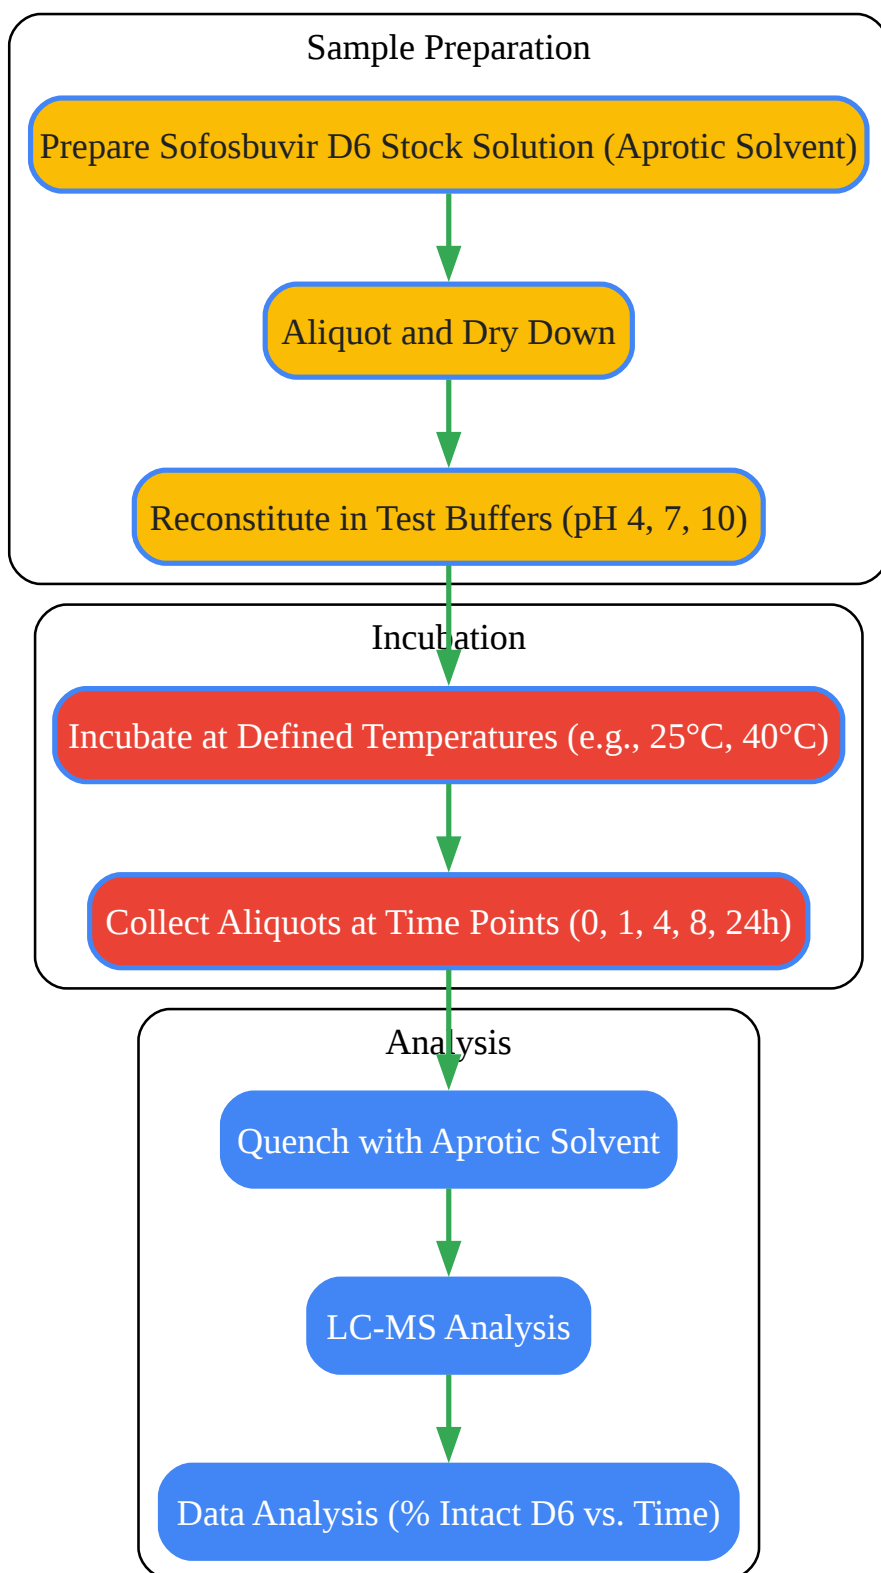 Sample Preparation
Prepare Sofosbuvir D6 Stock Solution (Aprotic Solvent)
Aliquot and Dry Down
Reconstitute in Test Buffers (pH 4, 7, 10)
Incubation
Incubate at Defined Temperatures (e.g., 25°C, 40°C)
Collect Aliquots at Time Points (0, 1, 4, 8, 24h)
Analysis
Quench with Aprotic Solvent
LC-MS Analysis
Data Analysis (% Intact D6 vs. Time)